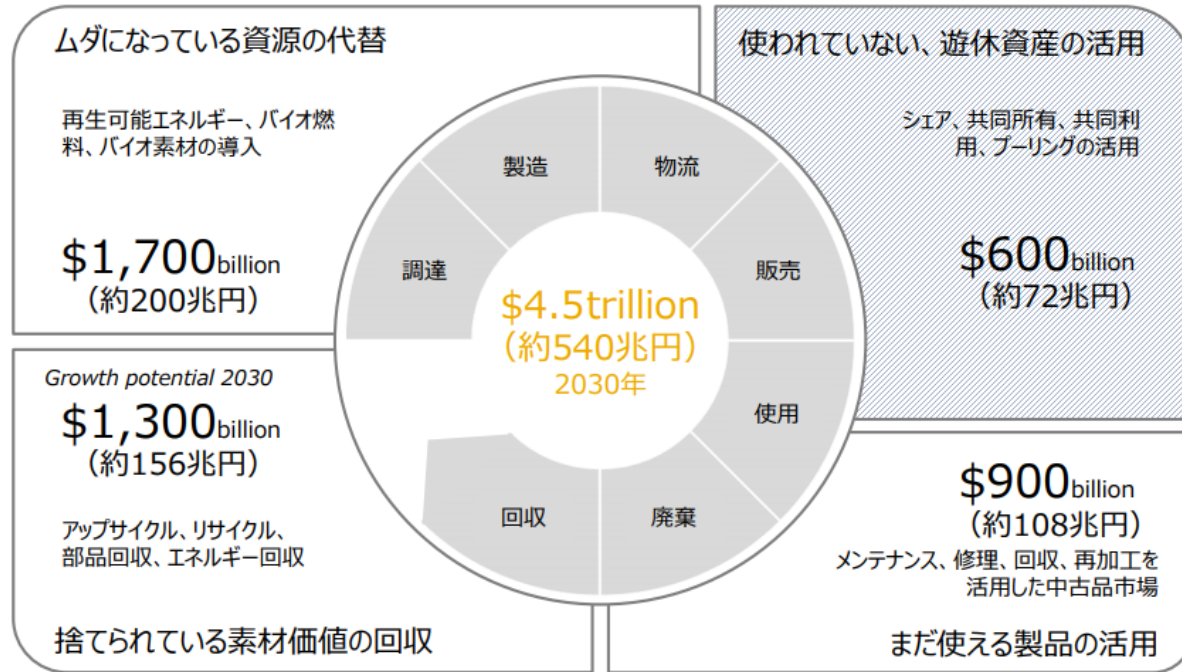 ムダになっている資源の代替
再生可能エネルギー、バイオ燃
料、バイオ素材の導入
$1,700billion
（約200兆円）
使われていない、遊休資産の活用
シェア、共同所有、共同利
用、プーリングの活用
$600billion
（約72兆円）
製造
物流
調達
販売
$4.5trillion
（約540兆円）
2030年
使用
回収
廃棄
Growth potential 2030
$1,300billion
（約156兆円）
アップサイクル、リサイクル、
部品回収、エネルギー回収
捨てられている素材価値の回収
$900billion
（約108兆円）
メンテナンス、修理、回収、再加工を
活用した中古品市場
まだ使える製品の活用